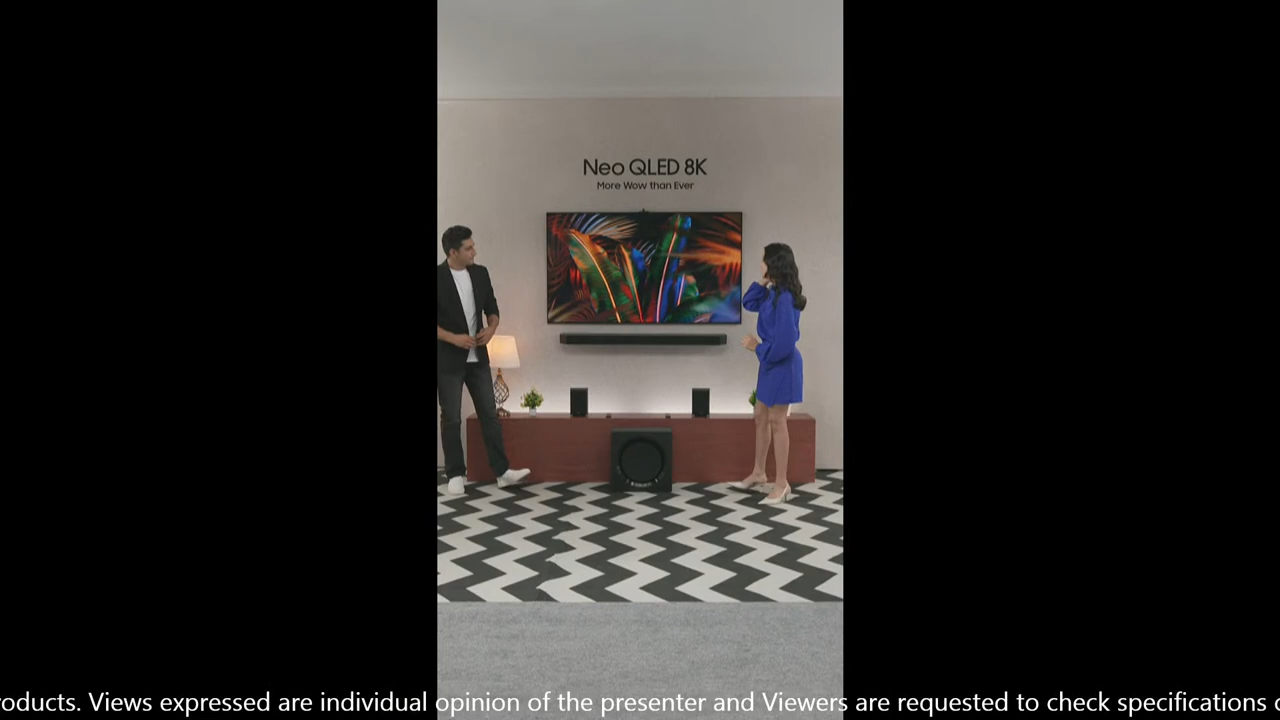 Neo QLED 8K
More Wow than Ever
roducts. Views expressed are individual opinion of the presenter and Viewers are requested to check specifications